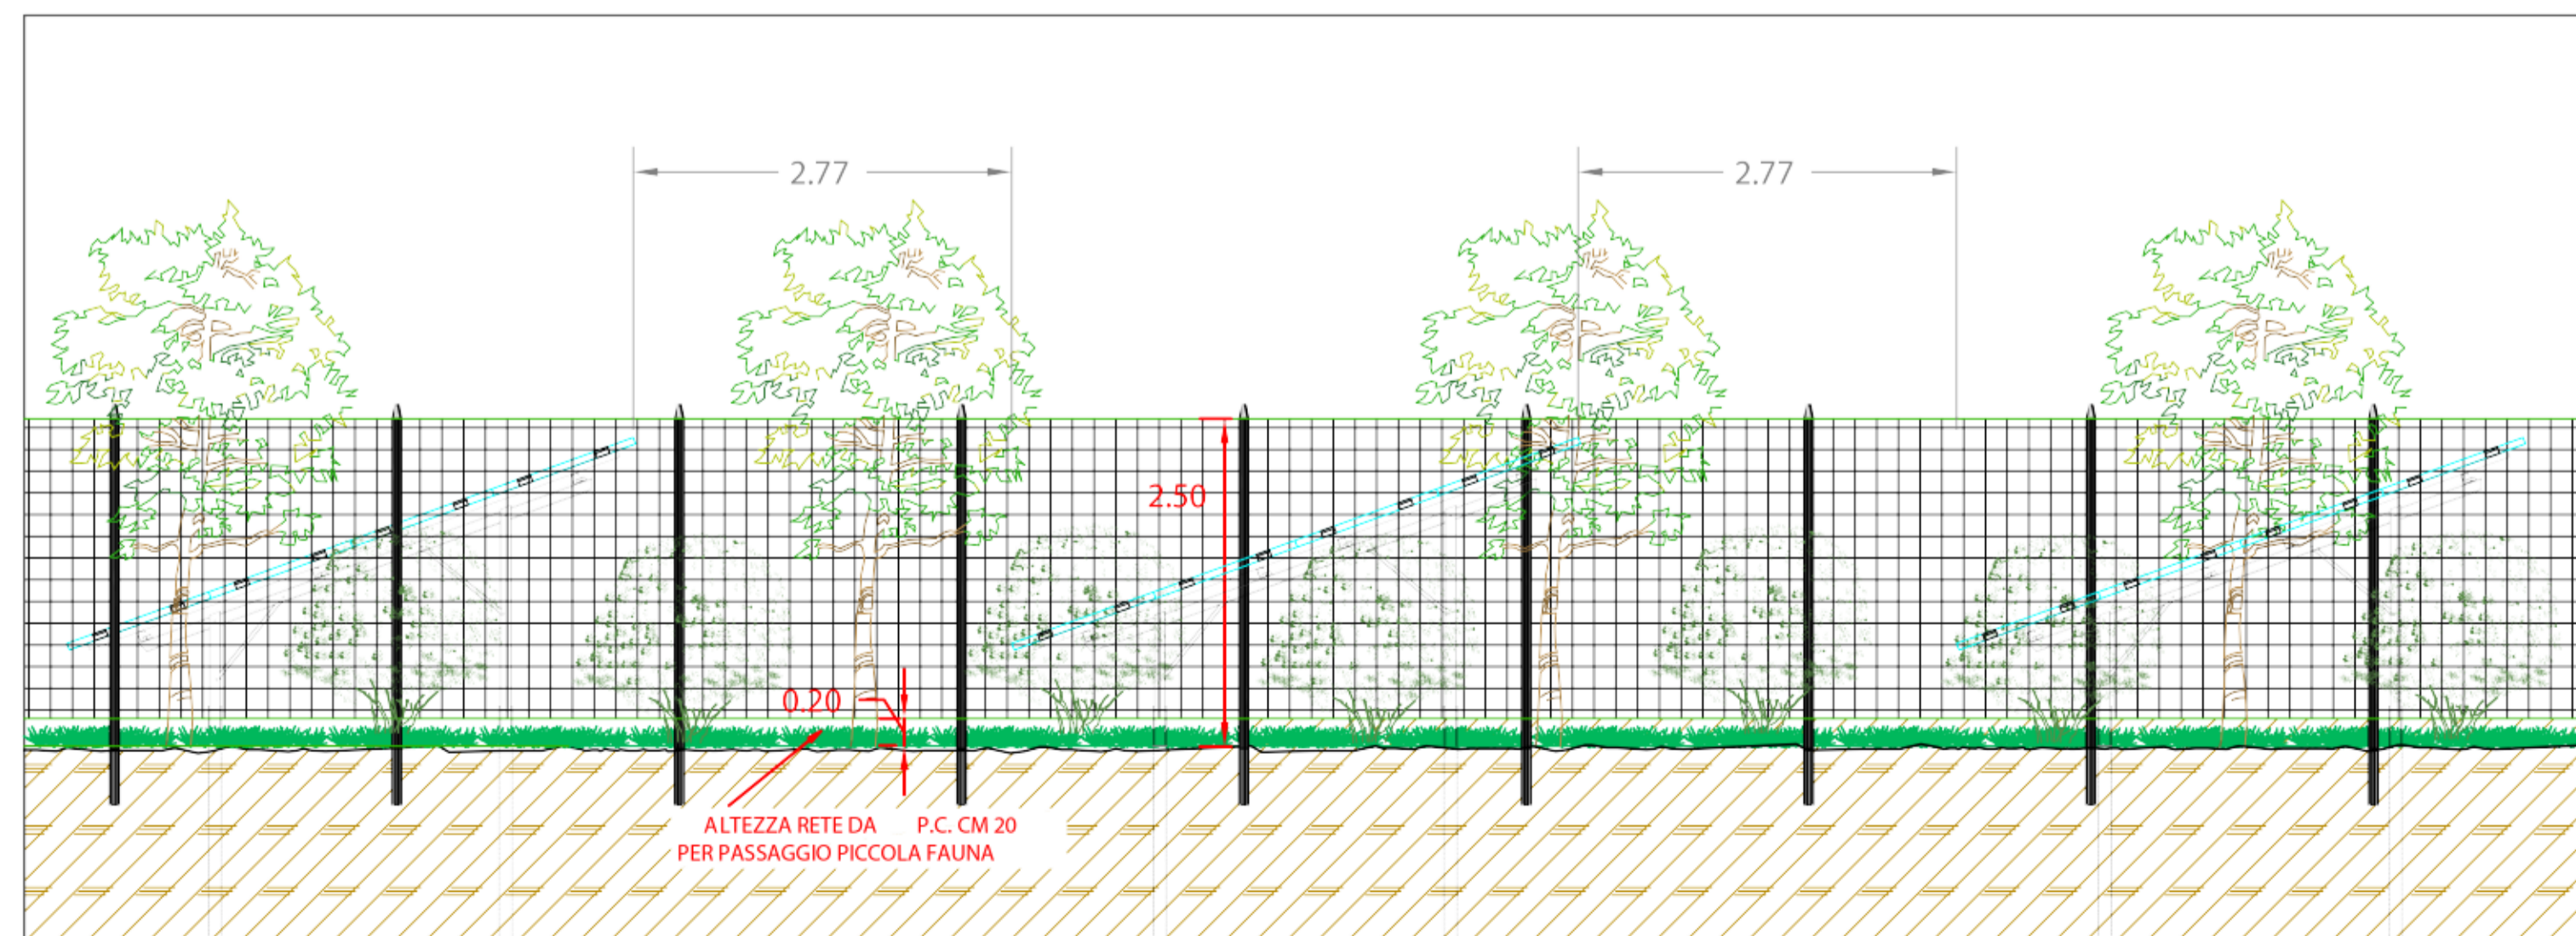 2.77
2.77
2.50
0.20
ALTEZZA RETE DA P.C. CM 20
PER PASSAGGIO PICCOLA FAUNA